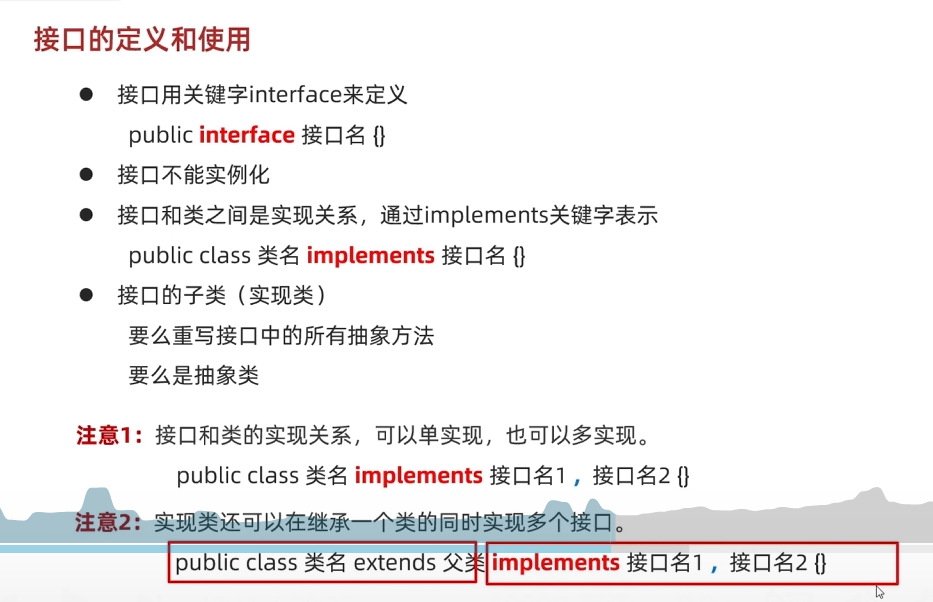 接口的定义和使用
● 接口用关键字interface来定义
public interface 接口名 {}
● 接口不能实例化
● 接口和类之间是实现关系，通过implements关键字表示
public class 类名 implements 接口名 {}
● 接口的子类（实现类）
要么重写接口中的所有抽象方法
要么是抽象类
注意1：接口和类的实现关系，可以单实现，也可以多实现。
public class 类名 implements 接口名1 ，接口名2 {}
注意2：实现类还可以在继承一个类的同时实现多个接口。
public class 类名 extends 父类 implements 接口名1 ，接口名2 {}